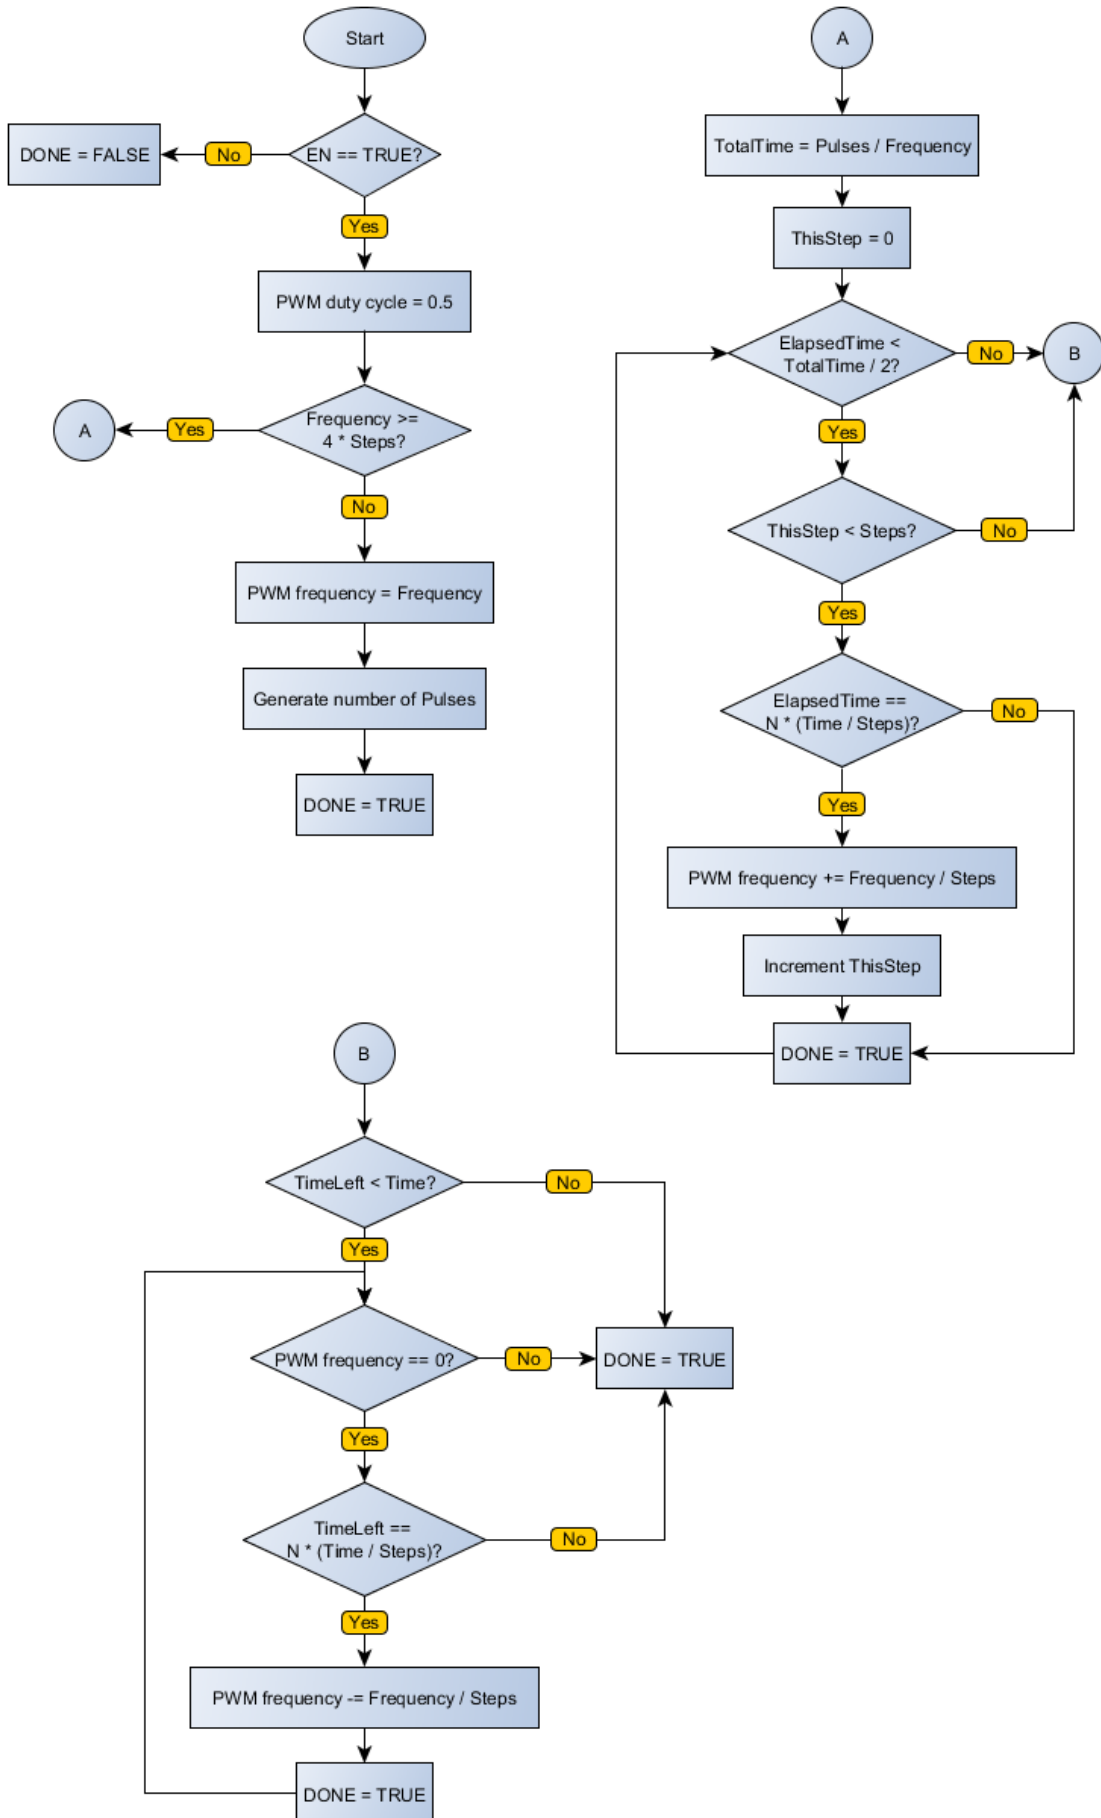 Start
EN == TRUE?
No
DONE = FALSE
Yes
PWM duty cycle = 0.5
Frequency >=
4 * Steps?
Yes
A
No
PWM frequency = Frequency
Generate number of Pulses
DONE = TRUE
A
TotalTime = Pulses / Frequency
ThisStep = 0
ElapsedTime <
TotalTime / 2?
No
B
Yes
ThisStep < Steps?
No
Yes
ElapsedTime ==
N * (Time / Steps)?
No
Yes
PWM frequency += Frequency / Steps
Increment ThisStep
DONE = TRUE
B
TimeLeft < Time?
No
Yes
PWM frequency == 0?
No
DONE = TRUE
Yes
TimeLeft ==
N * (Time / Steps)?
No
Yes
PWM frequency -= Frequency / Steps
DONE = TRUE